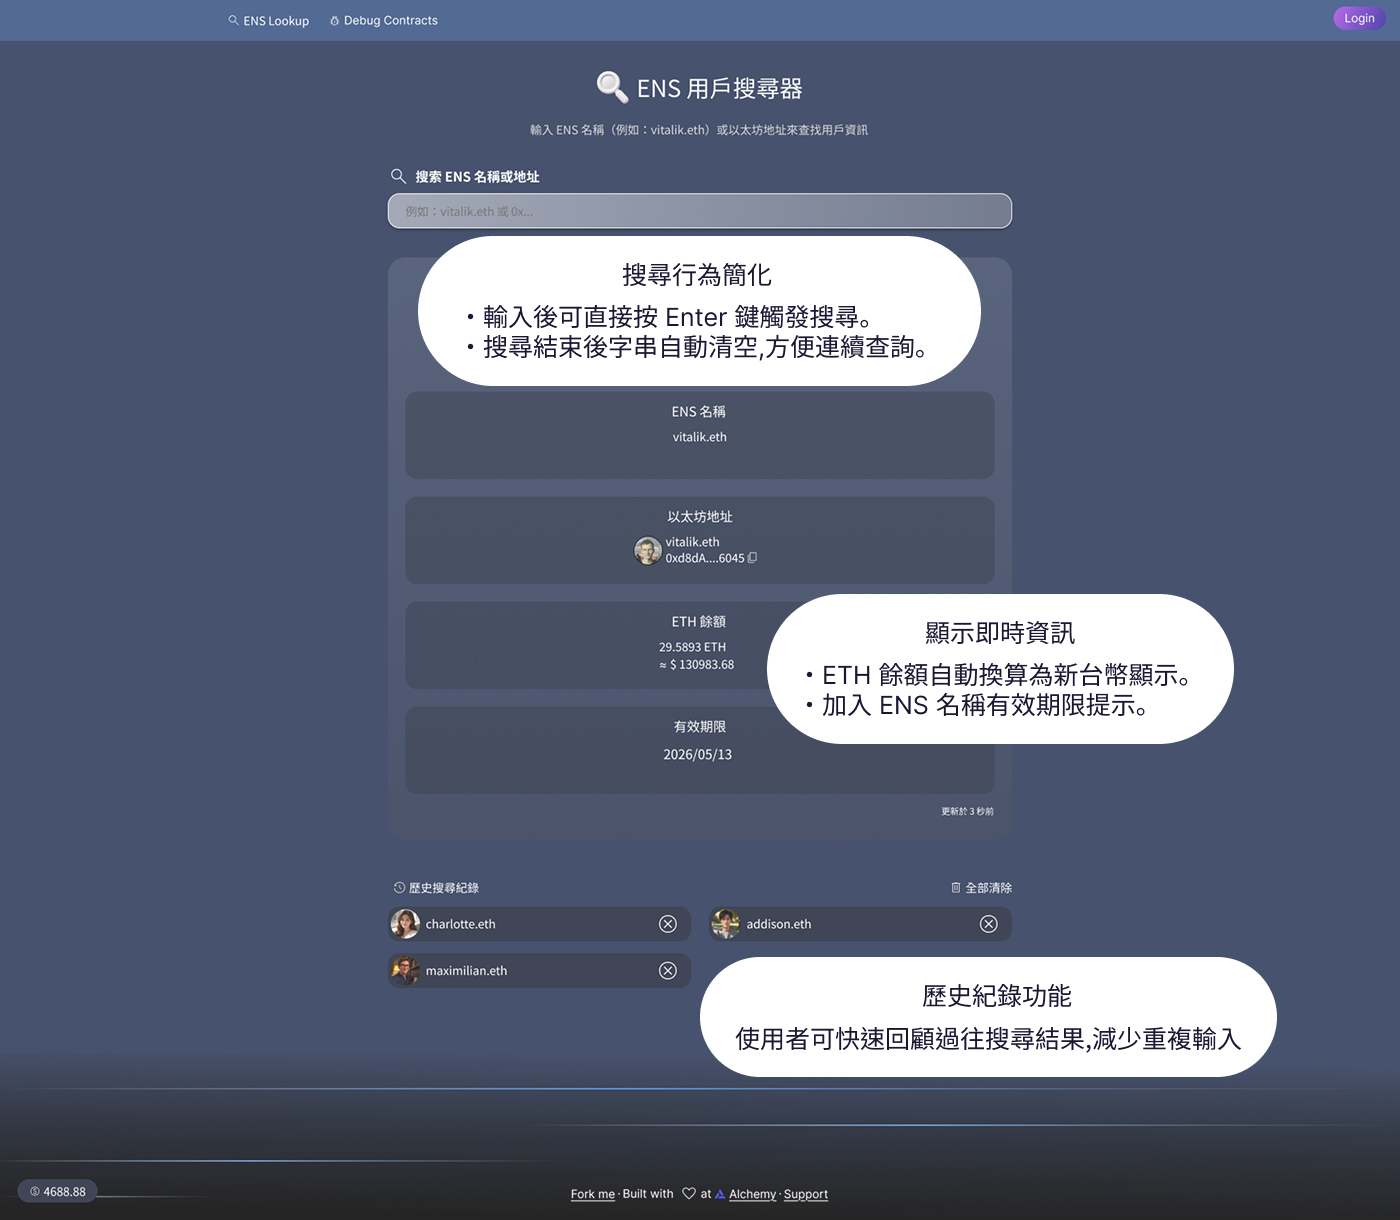 ENS Lookup
Debug Contracts
Login
ENS 用戶搜尋器
輸入 ENS 名稱（例如：vitalik.eth）或以太坊地址來查找用戶資訊
搜索 ENS 名稱或地址
例如：vitalik.eth 或 0x...
搜尋行為簡化
・輸入後可直接按 Enter 鍵觸發搜尋。
・搜尋結束後字串自動清空,方便連續查詢。
ENS 名稱
vitalik.eth
以太坊地址
vitalik.eth
0xd8dA....6045
ETH 餘額
29.5893 ETH
≈ $ 130983.68
顯示即時資訊
・ETH 餘額自動換算為新台幣顯示。
・加入 ENS 名稱有效期限提示。
有效期限
2026/05/13
更新於 3 秒前
歷史搜尋紀錄
全部清除
charlotte.eth
addison.eth
maximilian.eth
歷史紀錄功能
使用者可快速回顧過往搜尋結果,減少重複輸入
4688.88
Fork me · Built with ♡ at Alchemy · Support